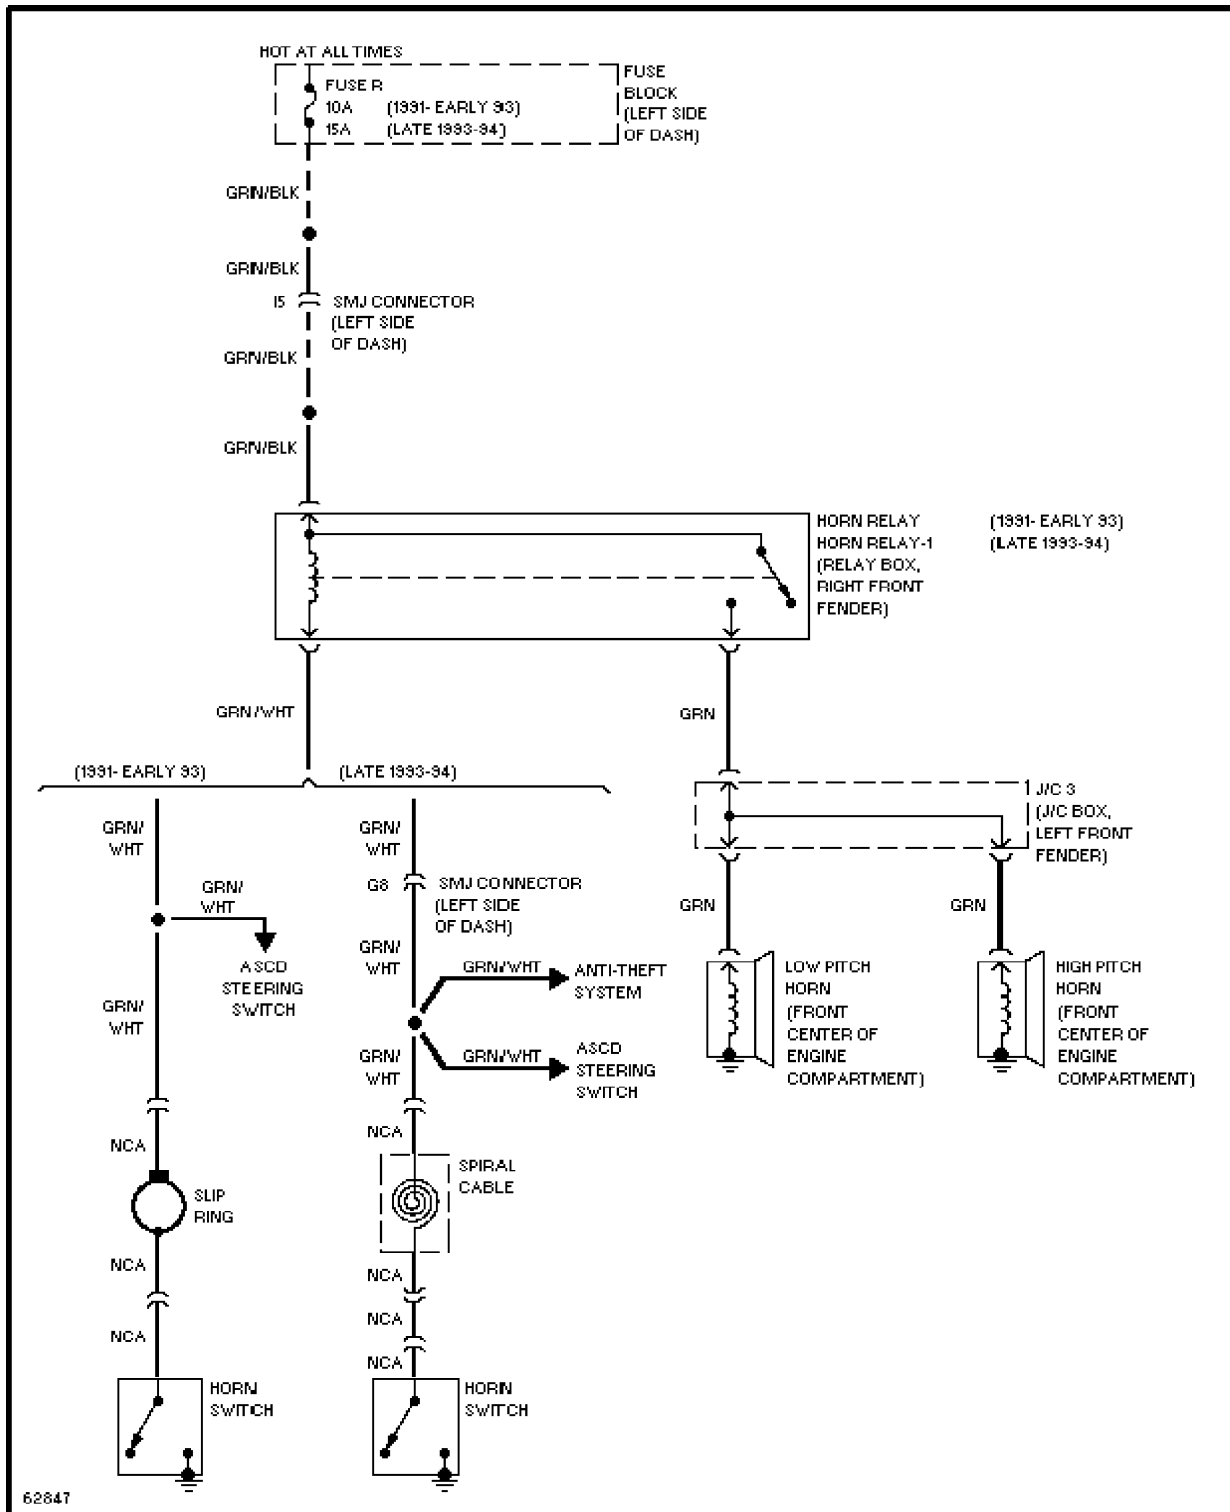 HOT AT ALL TIMES
FUSE R
10A (1991- EARLY 93)
15A (LATE 1993-94)
FUSE
BLOCK
(LEFT SIDE
OF DASH)
GRN/BLK
GRN/BLK
I5
SMJ CONNECTOR
(LEFT SIDE
OF DASH)
GRN/BLK
GRN/BLK
HORN RELAY (1991- EARLY 93)
HORN RELAY-1 (LATE 1993-94)
(RELAY BOX,
RIGHT FRONT
FENDER)
GRN/WHT
GRN
(1991- EARLY 93)
(LATE 1993-94)
J/C 3
(J/C BOX,
LEFT FRONT
FENDER)
GRN/
WHT
GRN/
WHT
GRN/
WHT
ASCD
STEERING
SWITCH
G8
SMJ CONNECTOR
(LEFT SIDE
OF DASH)
GRN
GRN
GRN/
WHT
GRN/WHT
ANTI-THEFT
SYSTEM
LOW PITCH
HORN
(FRONT
CENTER OF
ENGINE
COMPARTMENT)
HIGH PITCH
HORN
(FRONT
CENTER OF
ENGINE
COMPARTMENT)
GRN/
WHT
GRN/
WHT
GRN/WHT
ASCD
STEERING
SWITCH
NCA
NCA
SLIP
RING
SPIRAL
CABLE
NCA
NCA
NCA
NCA
NCA
HORN
SWITCH
HORN
SWITCH
62847